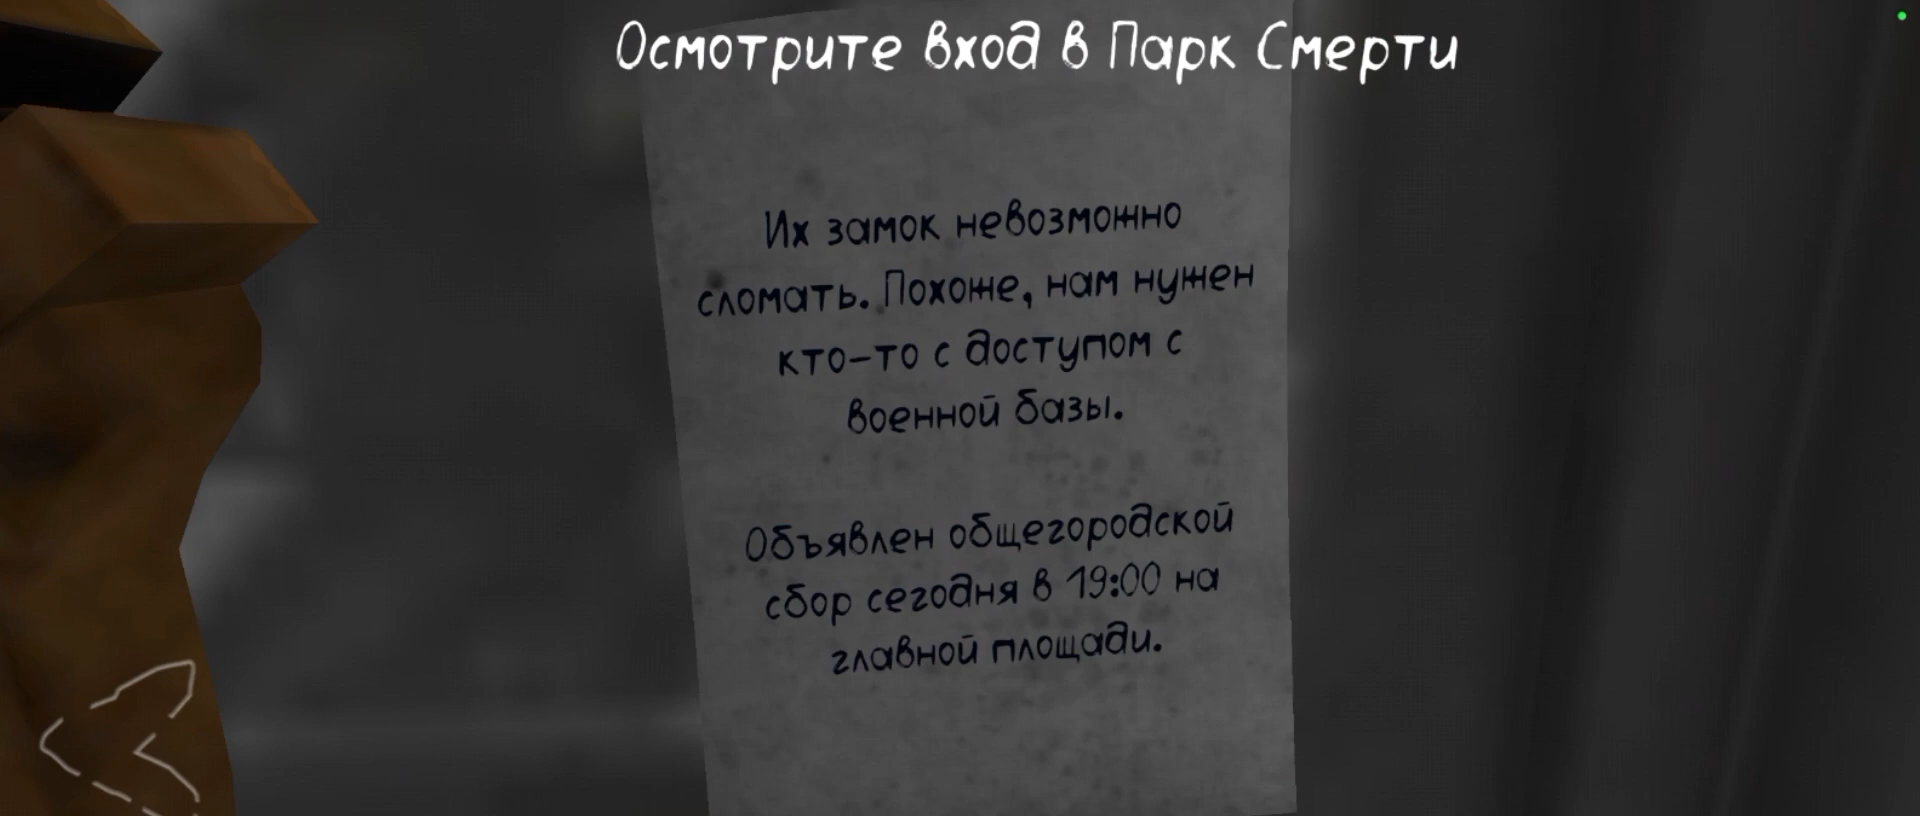 Осмотрите вход в Парк Смерти
Их замок невозможно
сломать. Похоже, нам нужен
кто-то с доступом с
военной базы.
Объявлен общегородской
сбор сегодня в 19:00 на
главной площади.